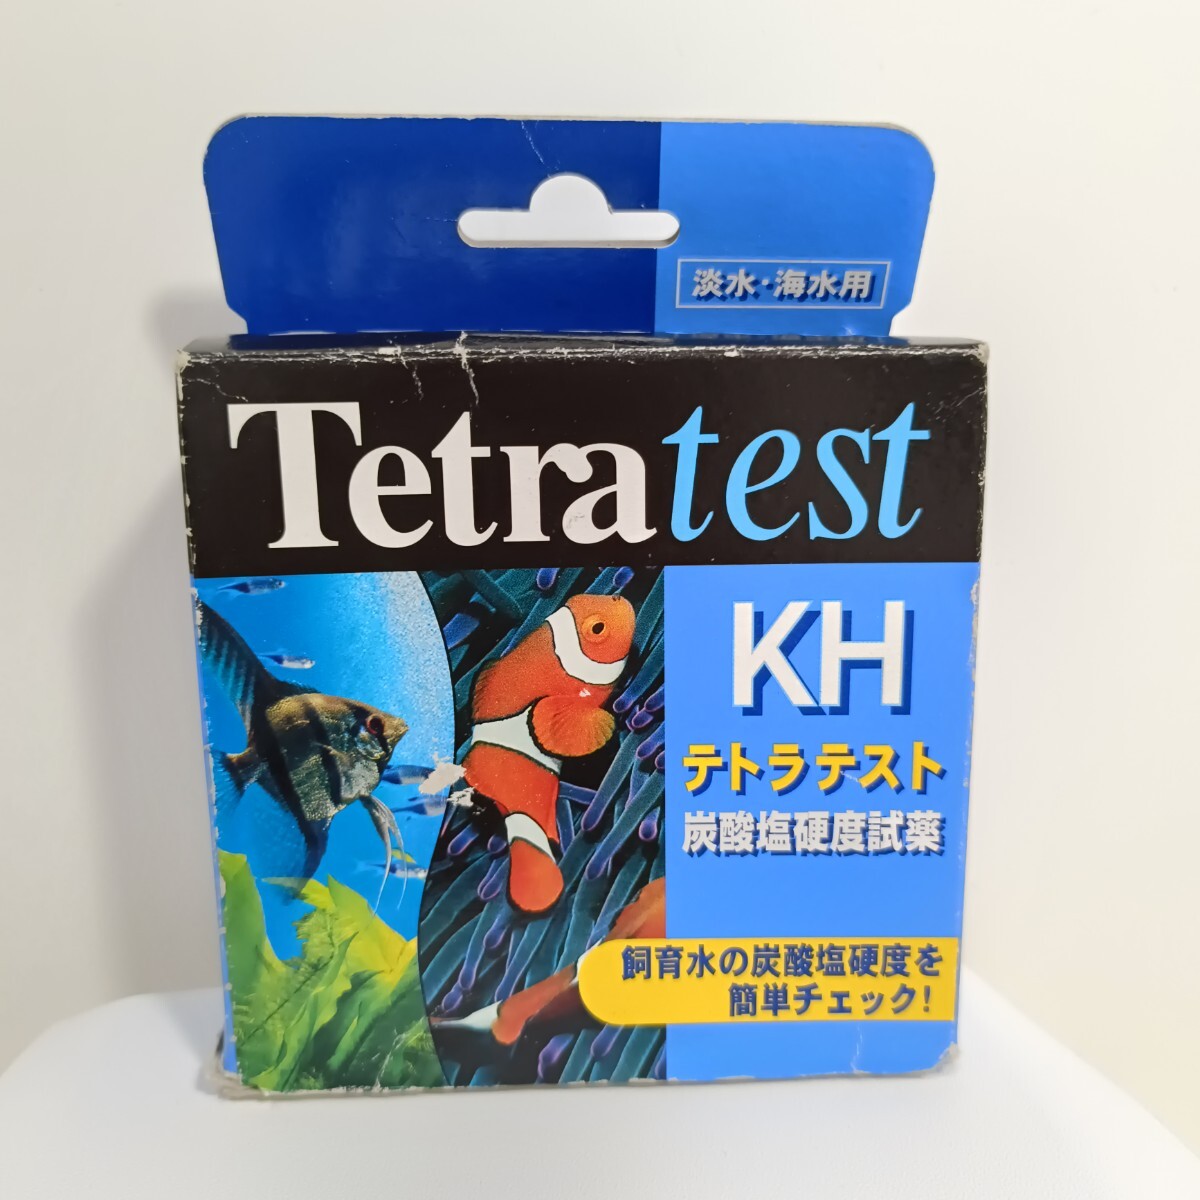 淡水・海水用
Tetratest
KH
テトラテスト
炭酸塩硬度試薬
飼育水の炭酸塩硬度を
簡単チェック!